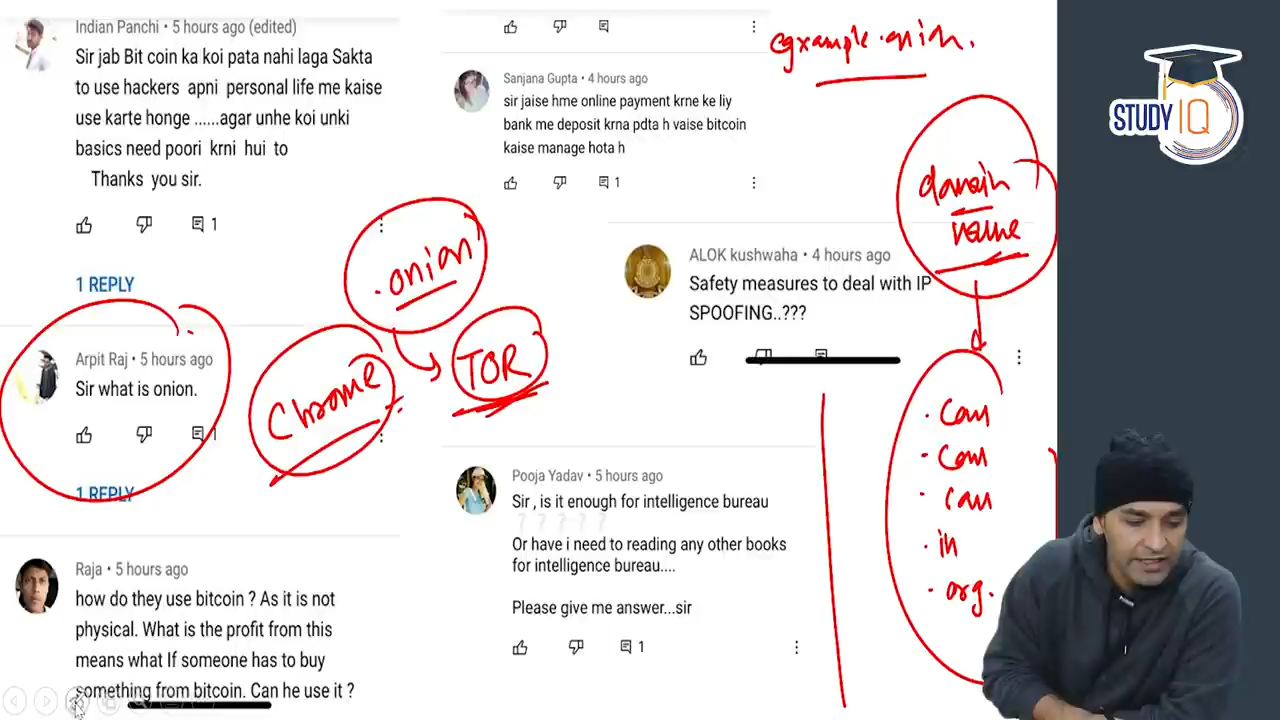 Indian Panchi • 5 hours ago (edited)
Sir jab Bit coin ka koi pata nahi laga Sakta
to use hackers apni personal life me kaise
use karte honge ......agar unhe koi unki
basics need poori krni hui to
Thanks you sir.
1
1 REPLY
Arpit Raj • 5 hours ago
Sir what is onion.
1
1 REPLY
Raja • 5 hours ago
how do they use bitcoin ? As it is not
physical. What is the profit from this
means what If someone has to buy
something from bitcoin. Can he use it ?
.onion
Chrome
TOR
Sanjana Gupta • 4 hours ago
sir jaise hme online payment krne ke liy
bank me deposit krna pdta h vaise bitcoin
kaise manage hota h
1
ALOK kushwaha • 4 hours ago
Safety measures to deal with IP
SPOOFING..???
Pooja Yadav • 5 hours ago
Sir , is it enough for intelligence bureau
? ? ? ? ?
Or have i need to reading any other books
for intelligence bureau....
Please give me answer...sir
1
.onion.
domain
name
.com
.com
.com
.in
.org.
STUDY IQ